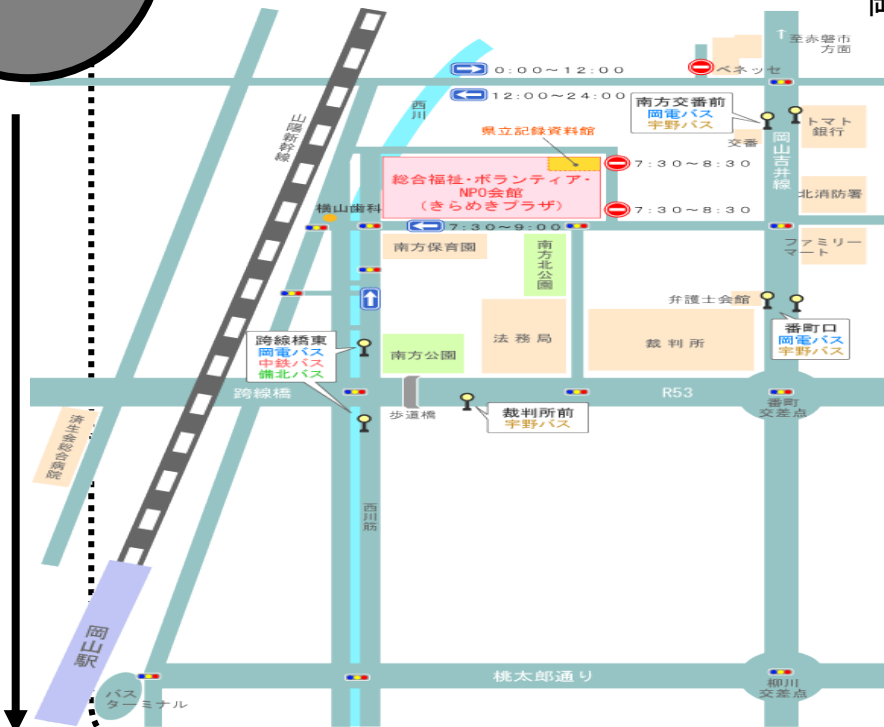 ↑至赤磐市
方面
ベネッセ
0:00~12:00
12:00~24:00
西川
山陽新幹線
南方交番前
岡電バス
宇野バス
交番
トマト
銀行
岡山吉井線
県立記録資料館
7:30~8:30
総合福祉・ボランティア・
NPO会館
(きらめきプラザ)
北消防署
横山歯科
7:30~8:30
7:30~9:00
南方保育園
南方北公園
ファミリー
マート
弁護士会館
番町口
岡電バス
宇野バス
跨線橋東
岡電バス
中鉄バス
備北バス
南方公園
法務局
裁判所
跨線橋
R53
番町
交差点
歩道橋
裁判所前
宇野バス
済生会総合病院
西川筋
岡山駅
バス
ターミナル
桃太郎通り
柳川
交差点